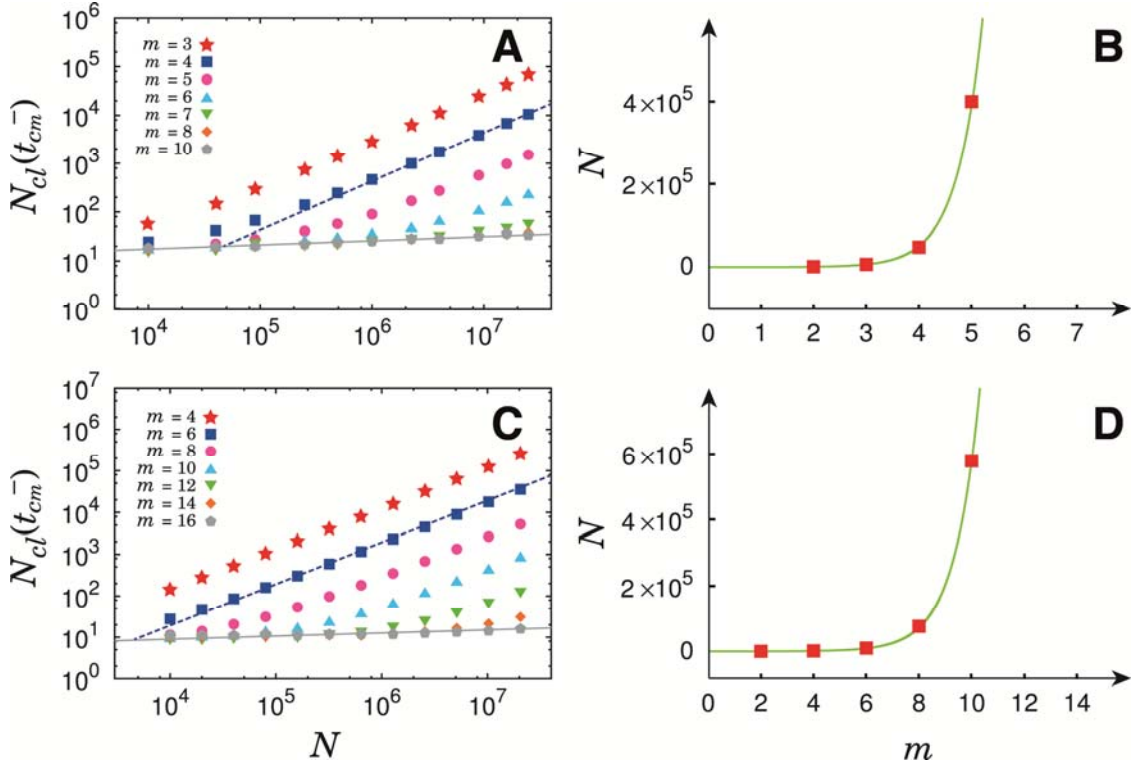 A
N_cl(t_cm^-)
10^6
10^5
10^4
10^3
10^2
10^1
10^0
m = 3
m = 4
m = 5
m = 6
m = 7
m = 8
m = 10
10^4 10^5 10^6 10^7
B
N
4×10^5
2×10^5
0
0 1 2 3 4 5 6 7
C
N_cl(t_cm^-)
10^7
10^6
10^5
10^4
10^3
10^2
10^1
10^0
m = 4
m = 6
m = 8
m = 10
m = 12
m = 14
m = 16
10^4 10^5 10^6 10^7
N
D
N
6×10^5
4×10^5
2×10^5
0
0 2 4 6 8 10 12 14
m